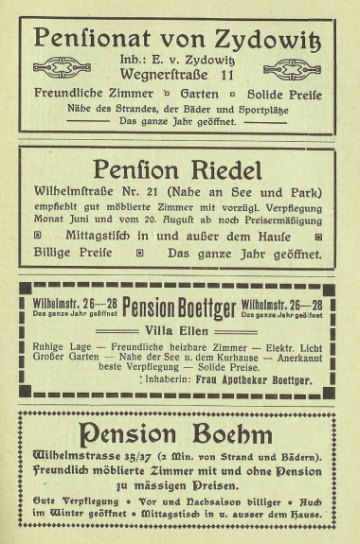 Pensionat von Zydowitz
Inh.: E. v. Zydowitz
Wegnerstraße 11
Freundliche Zimmer ¤ Garten ¤ Solide Preise
Nähe des Strandes, der Bäder und Sportplätze
Das ganze Jahr geöffnet.
Pension Riedel
Wilhelmstraße Nr. 21 (Nahe an See und Park)
empfiehlt gut möblierte Zimmer mit vorzügl. Verpflegung
Monat Juni und vom 20. August ab noch Preisermäßigung
Mittagstisch in und außer dem Hause
Billige Preise Das ganze Jahr geöffnet.
Wilhelmstr. 26—28 Pension Boettger Wilhelmstr. 26—28
Das ganze Jahr geöffnet Das ganze Jahr geöffnet
Villa Ellen
Ruhige Lage — Freundliche heizbare Zimmer — Elektr. Licht
Großer Garten — Nahe der See u. dem Kurhause — Anerkannt
beste Verpflegung — Solide Preise.
Inhaberin: Frau Apotheker Boettger.
Pension Boehm
Wilhelmstrasse 35/37 (2 Min. von Strand und Bädern).
Freundlich möblierte Zimmer mit und ohne Pension
zu mässigen Preisen.
Gute Verpflegung • Vor und Nachsaison billiger • Auch
im Winter geöffnet • Mittagstisch in u. ausser dem Hause.